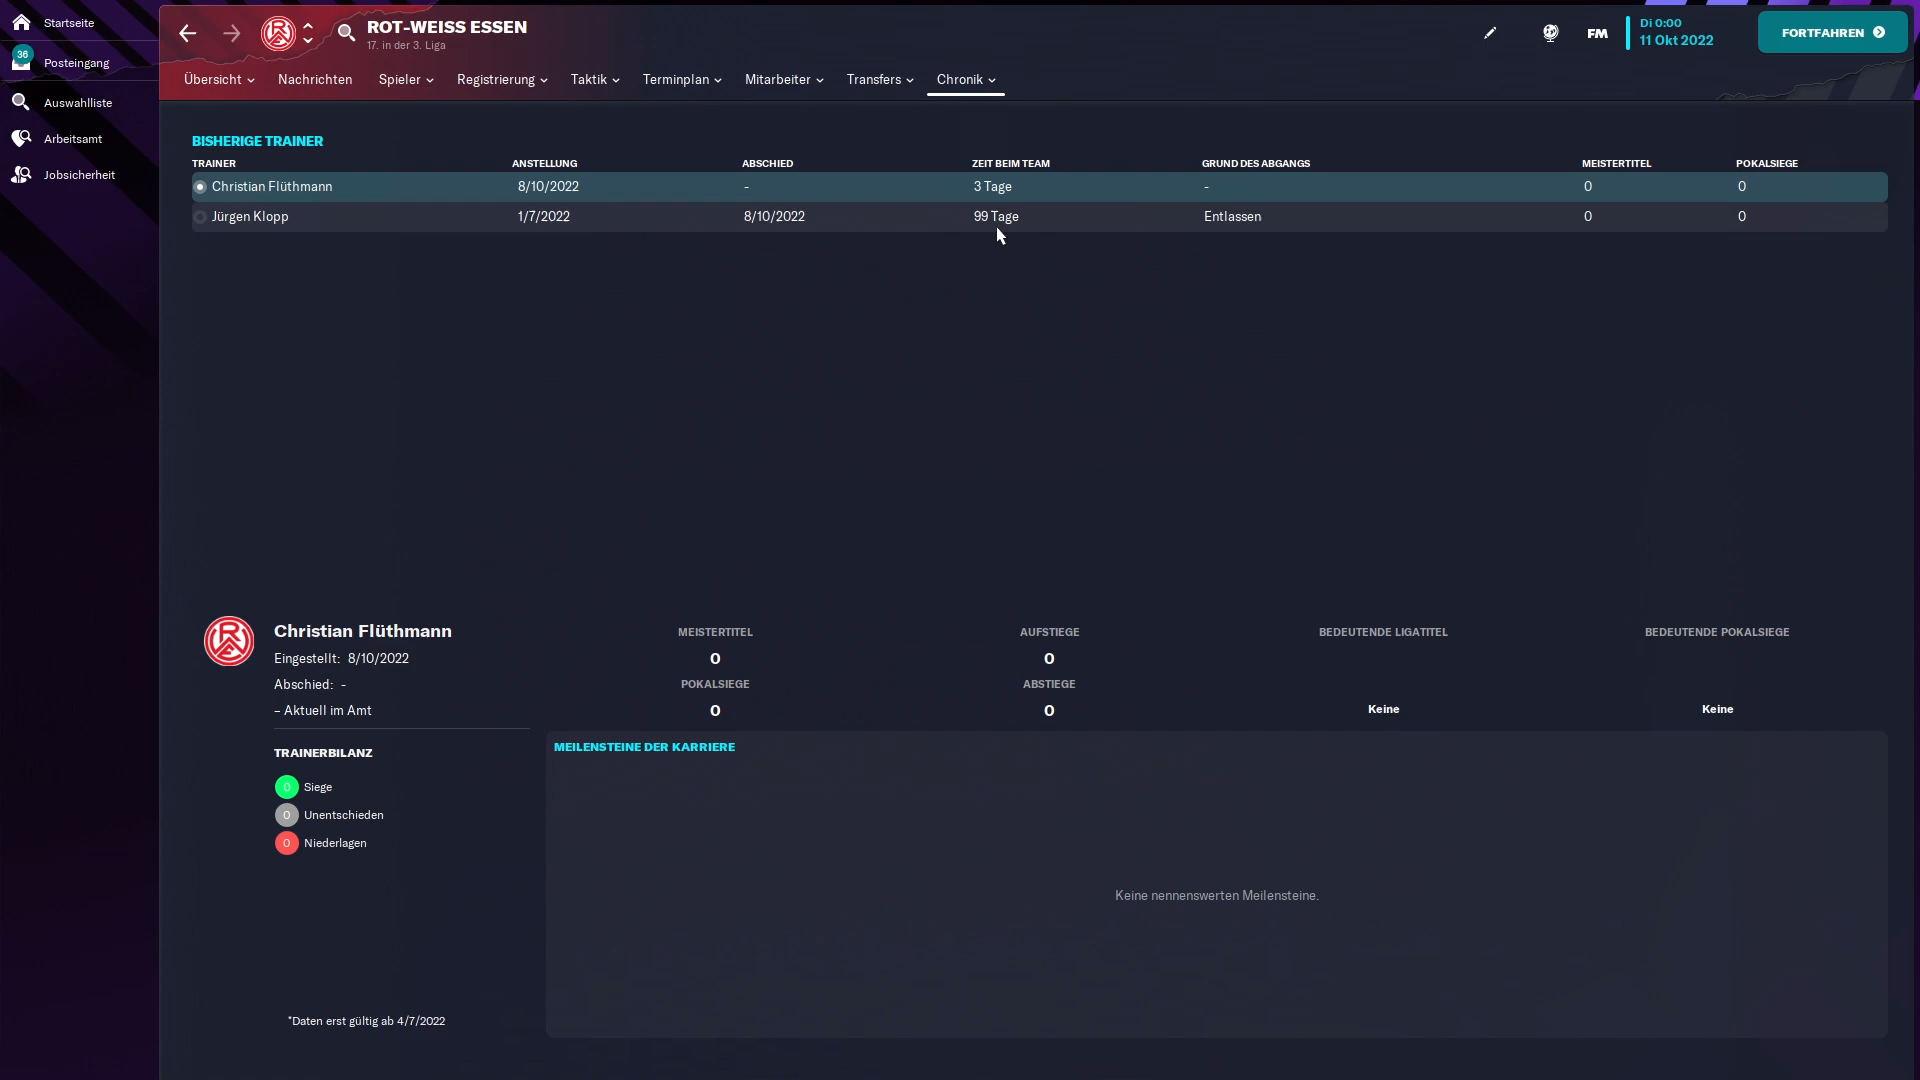 Startseite
36
Posteingang
Auswahlliste
Arbeitsamt
Jobsicherheit
ROT-WEISS ESSEN
17. in der 3. Liga
FM
Di 0:00
11 Okt 2022
FORTFAHREN
Übersicht
Nachrichten
Spieler
Registrierung
Taktik
Terminplan
Mitarbeiter
Transfers
Chronik
BISHERIGE TRAINER
TRAINER ANSTELLUNG ABSCHIED ZEIT BEIM TEAM GRUND DES ABGANGS MEISTERTITEL POKALSIEGE
Christian Flüthmann 8/10/2022 - 3 Tage - 0 0
Jürgen Klopp 1/7/2022 8/10/2022 99 Tage Entlassen 0 0
RWE
Christian Flüthmann
Eingestellt: 8/10/2022
Abschied: -
– Aktuell im Amt
MEISTERTITEL
0
POKALSIEGE
0
AUFSTIEGE
0
ABSTIEGE
0
BEDEUTENDE LIGATITEL
Keine
BEDEUTENDE POKALSIEGE
Keine
TRAINERBILANZ
0 Siege
0 Unentschieden
0 Niederlagen
*Daten erst gültig ab 4/7/2022
MEILENSTEINE DER KARRIERE
Keine nennenswerten Meilensteine.